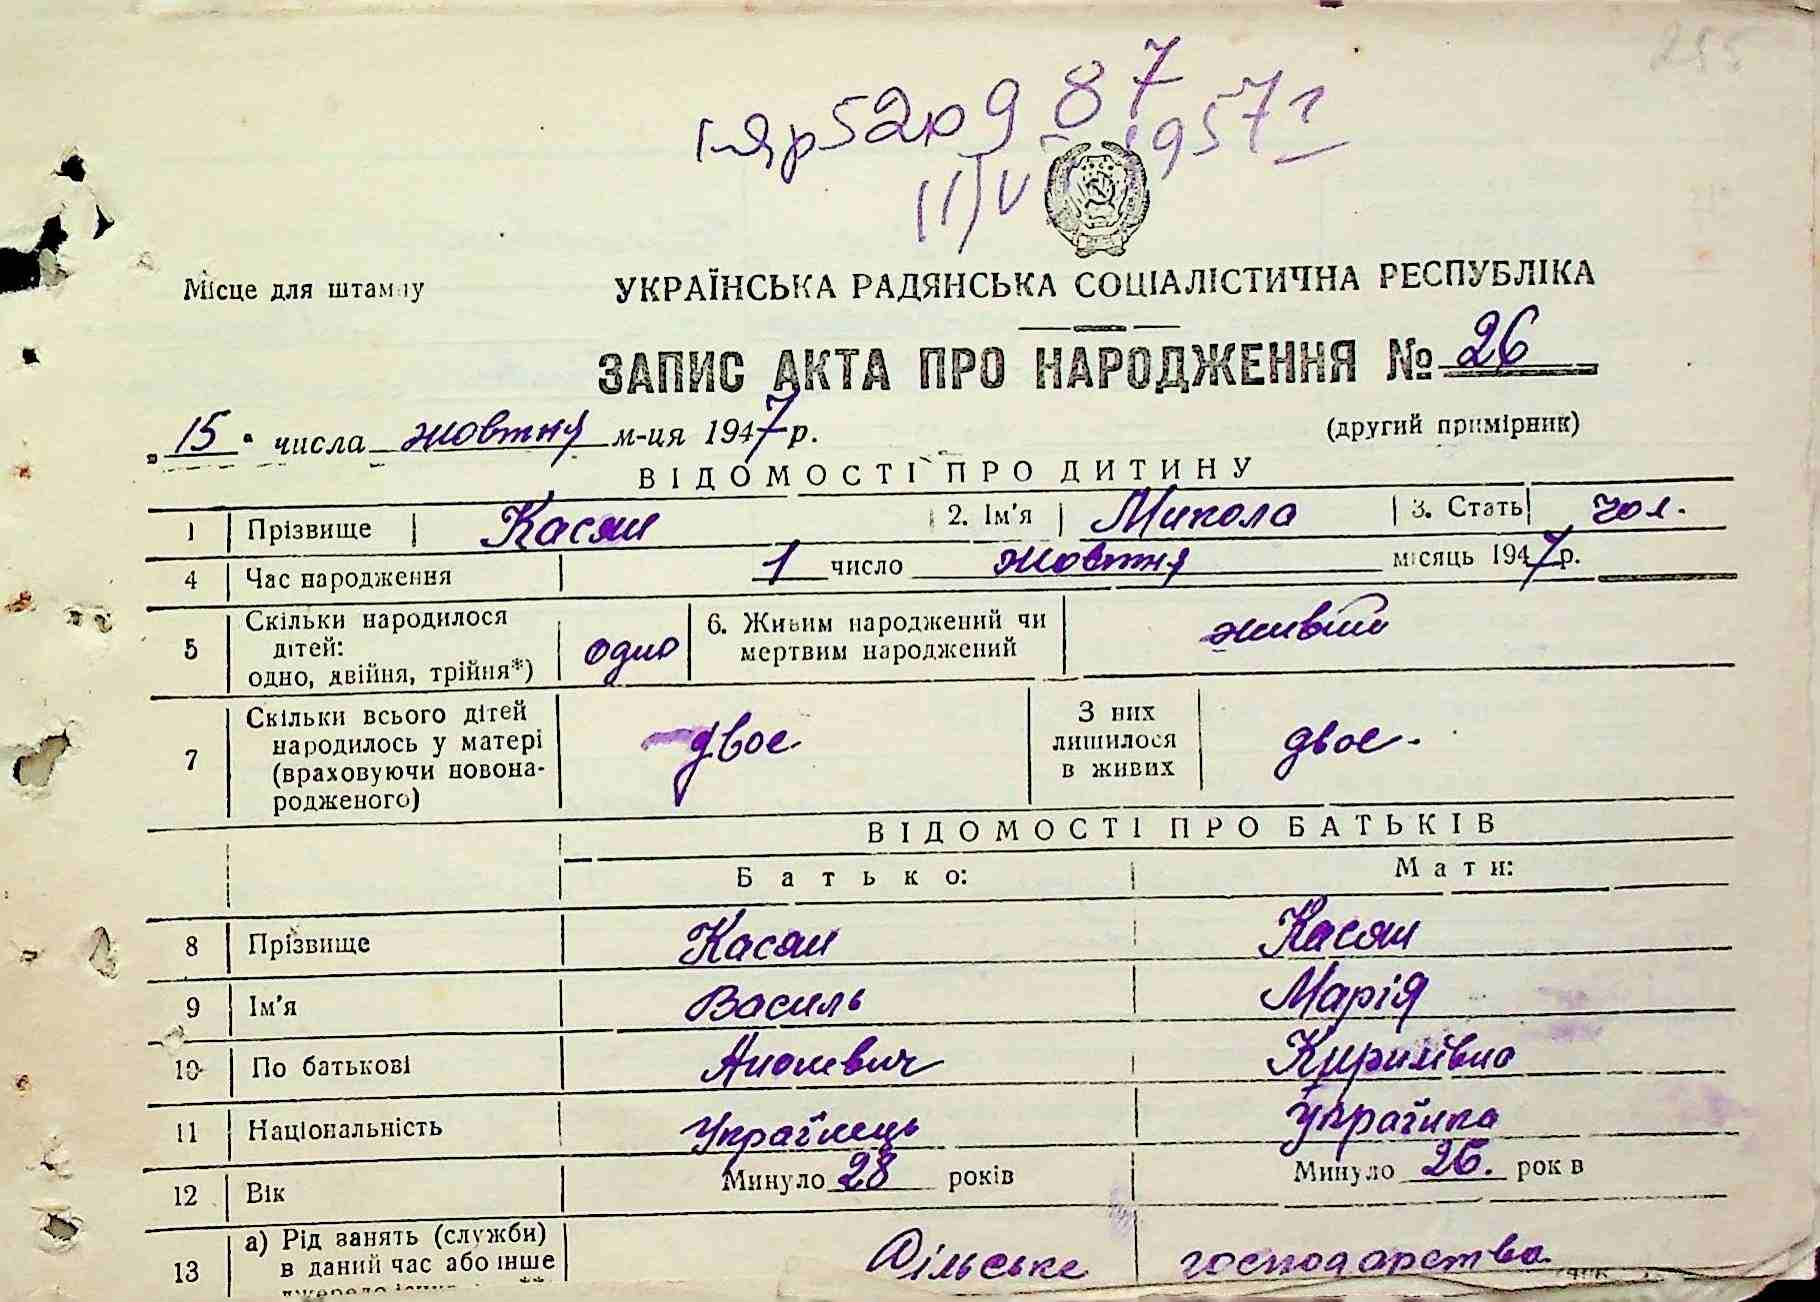 255
Місце для штампу
УКРАЇНСЬКА РАДЯНСЬКА СОЦІАЛІСТИЧНА РЕСПУБЛІКА
ЗАПИС АКТА ПРО НАРОДЖЕННЯ № 26
„15" числа жовтня м-ця 1947 р. (другий примірник)
ВІДОМОСТІ ПРО ДИТИНУ
1 Прізвище Касян 2. Ім'я Микола 3. Стать чол.
4 Час народження 1 число жовтня місяць 1947 р.
5 Скільки народилося дітей: одно, двійня, трійня*) одно 6. Живим народжений чи мертвим народжений живий
7 Скільки всього дітей народилось у матері (враховуючи новонародженого) двоє З них лишилося в живих двоє.
ВІДОМОСТІ ПРО БАТЬКІВ
Батько: Мати:
8 Прізвище Касян Касян
9 Ім'я Василь Марія
10 По батькові Кирилівна
11 Національність Українець Українка
12 Вік Минуло 28 років Минуло 26. рок в
13 а) Рід занять (служби) в даний час або інше Сільське господарство